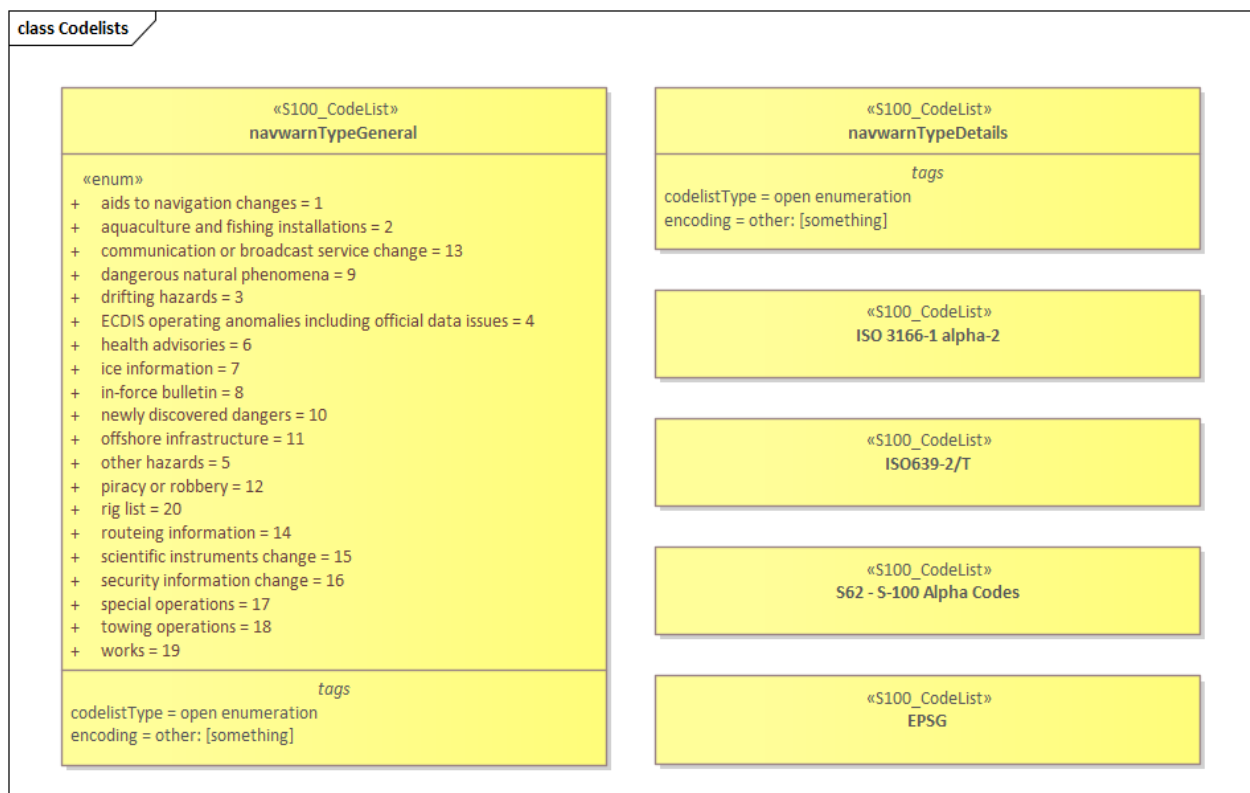 class Codelists
«S100_CodeList»
navwarnTypeGeneral
«enum»
+ aids to navigation changes = 1
+ aquaculture and fishing installations = 2
+ communication or broadcast service change = 13
+ dangerous natural phenomena = 9
+ drifting hazards = 3
+ ECDIS operating anomalies including official data issues = 4
+ health advisories = 6
+ ice information = 7
+ in-force bulletin = 8
+ newly discovered dangers = 10
+ offshore infrastructure = 11
+ other hazards = 5
+ piracy or robbery = 12
+ rig list = 20
+ routeing information = 14
+ scientific instruments change = 15
+ security information change = 16
+ special operations = 17
+ towing operations = 18
+ works = 19
tags
codelistType = open enumeration
encoding = other: [something]
«S100_CodeList»
navwarnTypeDetails
tags
codelistType = open enumeration
encoding = other: [something]
«S100_CodeList»
ISO 3166-1 alpha-2
«S100_CodeList»
ISO639-2/T
«S100_CodeList»
S62 - S-100 Alpha Codes
«S100_CodeList»
EPSG